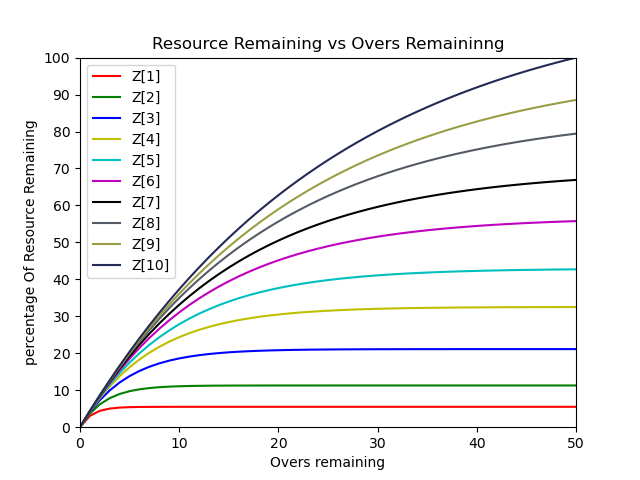 Resource Remaining vs Overs Remaininng
percentage Of Resource Remaining
100
90
80
70
60
50
40
30
20
10
0
Z[1]
Z[2]
Z[3]
Z[4]
Z[5]
Z[6]
Z[7]
Z[8]
Z[9]
Z[10]
0 10 20 30 40 50
Overs remaining